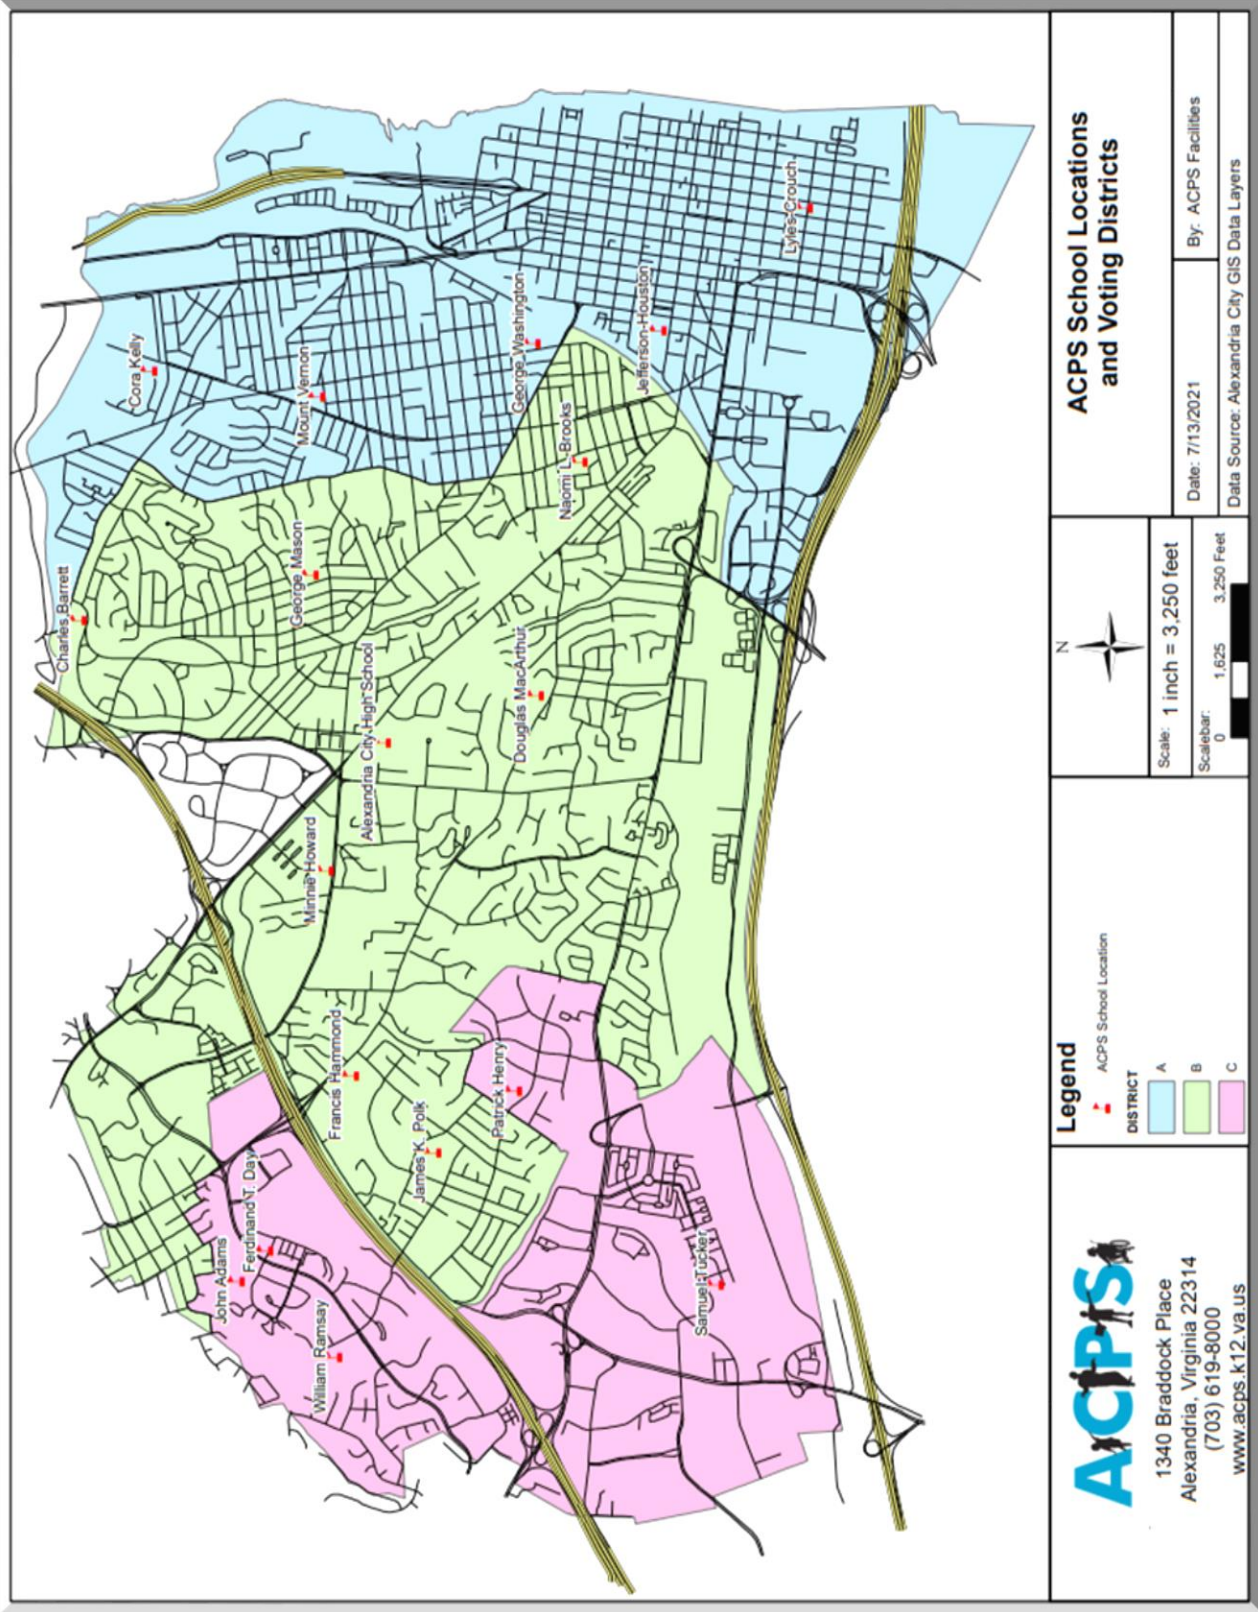 Charles Barrett
Cora Kelly
Mount Vernon
George Mason
George Washington
Naomi L. Brooks
Jefferson-Houston
Lyles-Crouch
Alexandria City High School
Douglas MacArthur
Minnie Howard
Francis Hammond
James K. Polk
Patrick Henry
Ferdinand T. Day
John Adams
William Ramsay
Samuel Tucker
ACPS
1340 Braddock Place
Alexandria, Virginia 22314
(703) 619-8000
www.acps.k12.va.us
Legend
ACPS School Location
DISTRICT
A
B
C
N
Scale: 1 inch = 3,250 feet
Scalebar:
0 1,625 3,250 Feet
ACPS School Locations
and Voting Districts
Date: 7/13/2021
By: ACPS Facilities
Data Source: Alexandria City GIS Data Layers